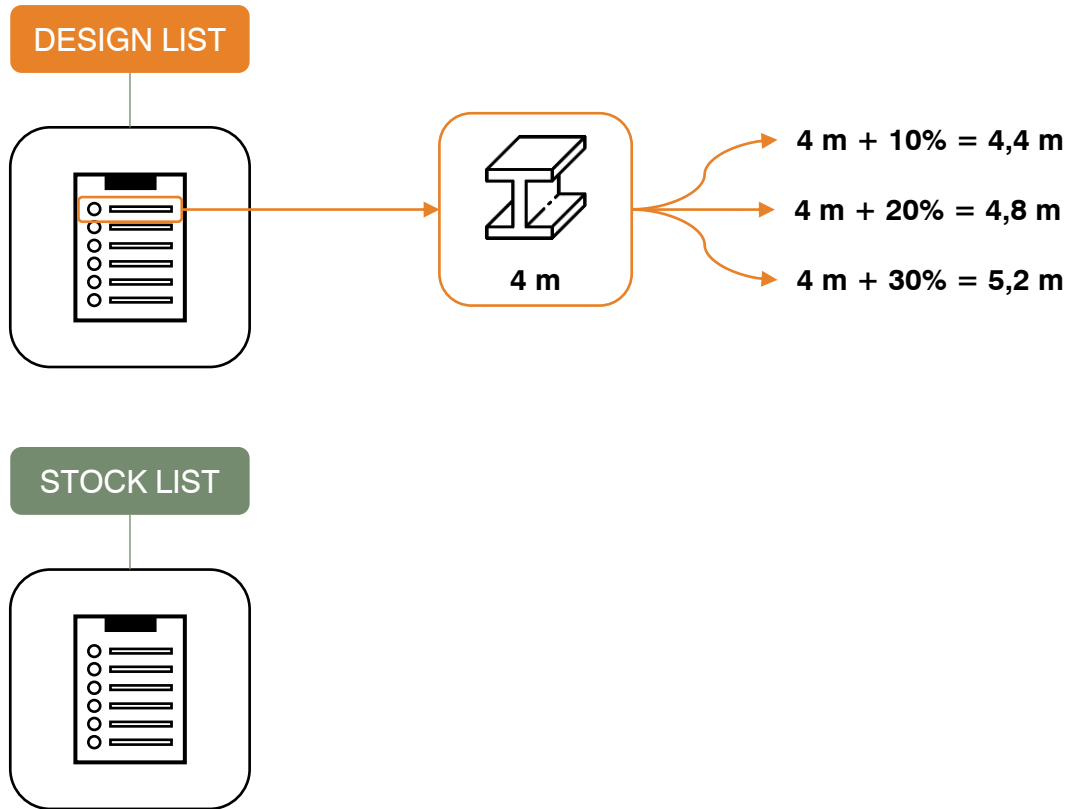 DESIGN LIST
4 m + 10% = 4,4 m
4 m + 20% = 4,8 m
4 m + 30% = 5,2 m
4 m
STOCK LIST